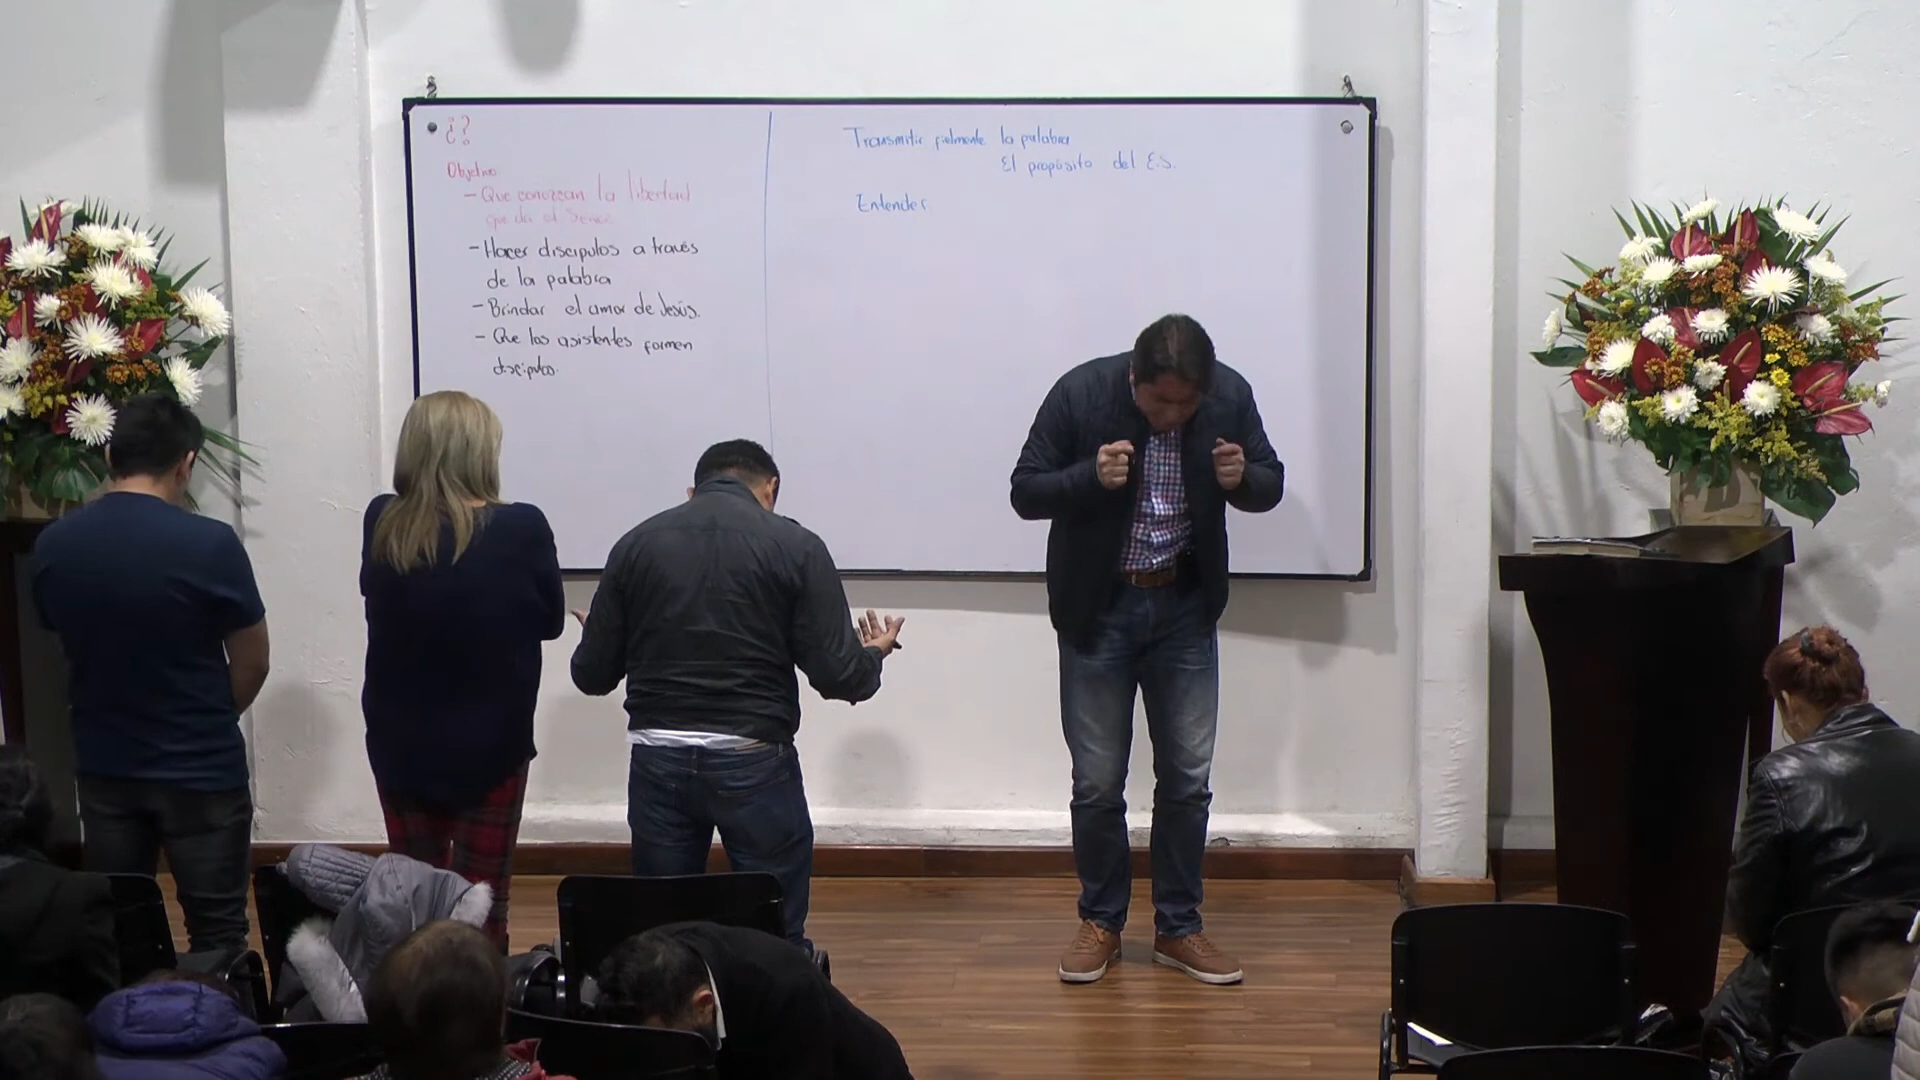 ¿?
Objetivo
- Que conozcan la libertad
que da el Señor
- Hacer discipulos a través
de la palabra
- Brindar el amor de Jesús.
- Que los asistentes formen
discipulos.
Transmitir fielmente la palabra
El propósito del E.S.
Entender